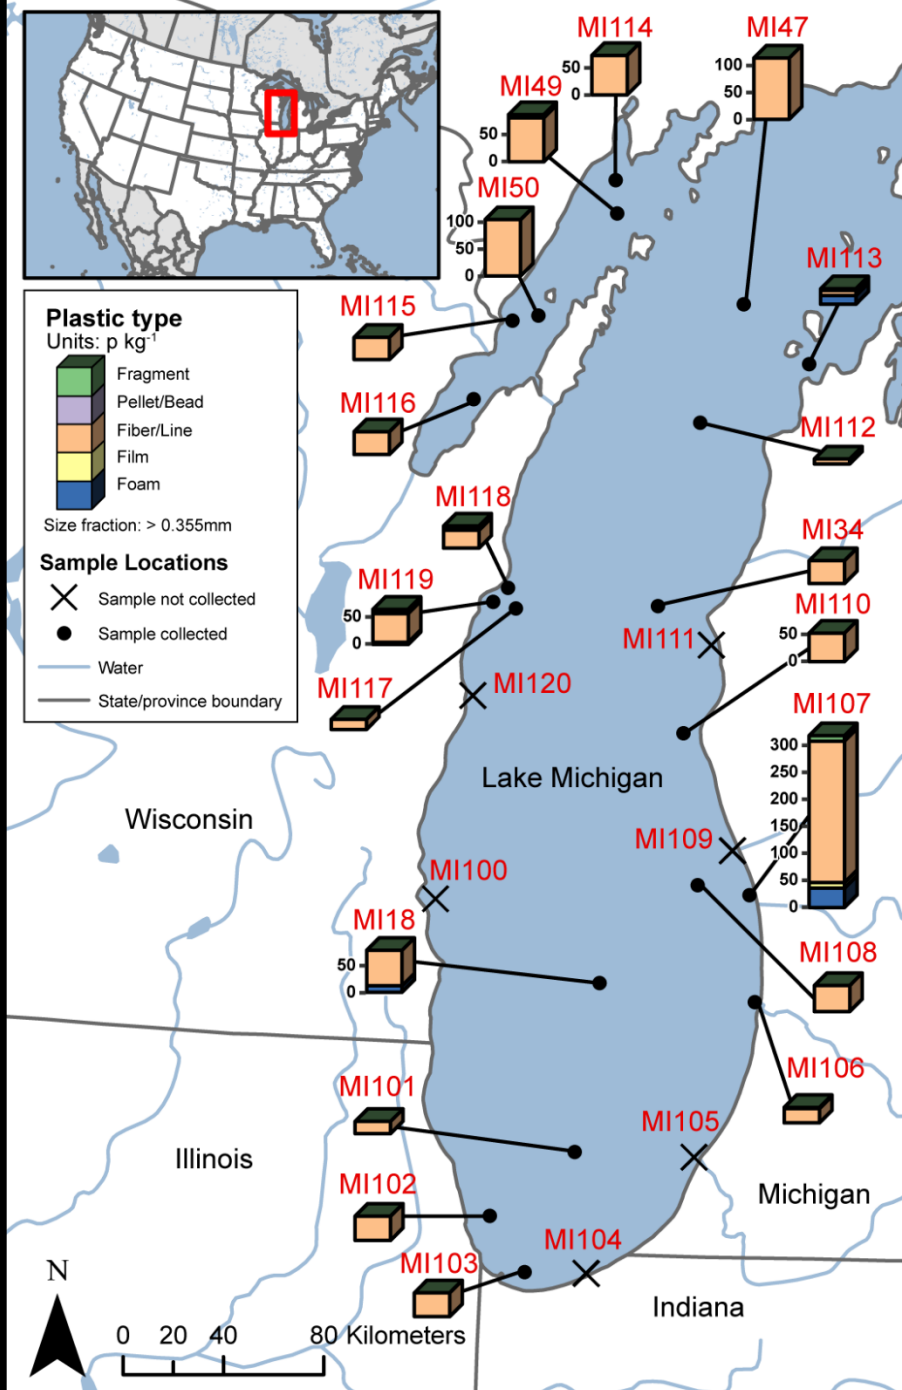 MI114
50
0
MI47
100
50
0
MI49
50
0
MI50
100
50
0
MI113
MI115
MI116
MI112
Plastic type
Units: p kg-1
Fragment
Pellet/Bead
Fiber/Line
Film
Foam
Size fraction: > 0.355mm
Sample Locations
Sample not collected
Sample collected
Water
State/province boundary
MI118
MI119
50
0
MI117
MI120
MI34
MI111
MI110
50
0
MI107
300
250
200
150
100
50
0
Lake Michigan
Wisconsin
MI109
MI100
MI18
50
0
MI108
MI106
MI101
MI105
Illinois
MI102
Michigan
MI104
MI103
Indiana
N
0 20 40 80 Kilometers